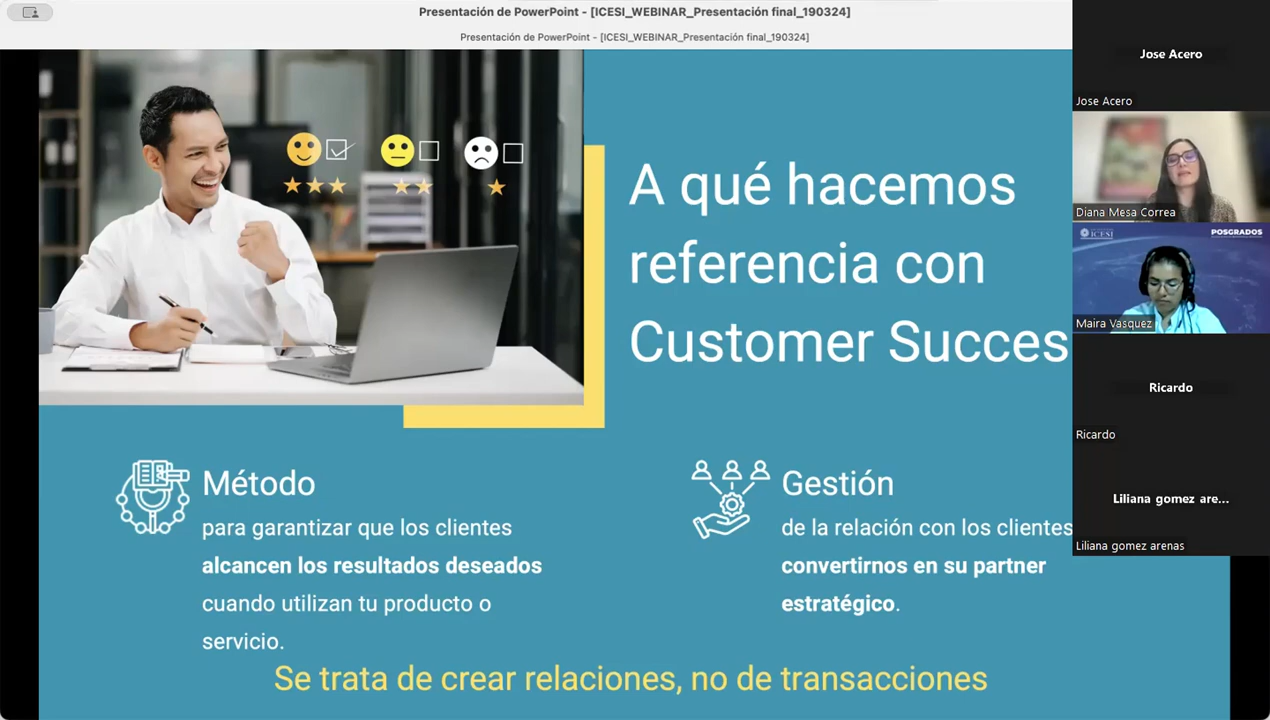 Presentación de PowerPoint - [ICESI_WEBINAR_Presentación final_190324]
Presentación de PowerPoint - [ICESI_WEBINAR_Presentación final_190324]
A qué hacemos
referencia con
Customer Succes
Método
para garantizar que los clientes
alcancen los resultados deseados
cuando utilizan tu producto o
servicio.
Gestión
de la relación con los clientes
convertirnos en su partner
estratégico.
Se trata de crear relaciones, no de transacciones
Jose Acero
Jose Acero
Diana Mesa Correa
ICESI
POSGRADOS
Maira Vasquez
Ricardo
Ricardo
Liliana gomez are...
Liliana gomez arenas